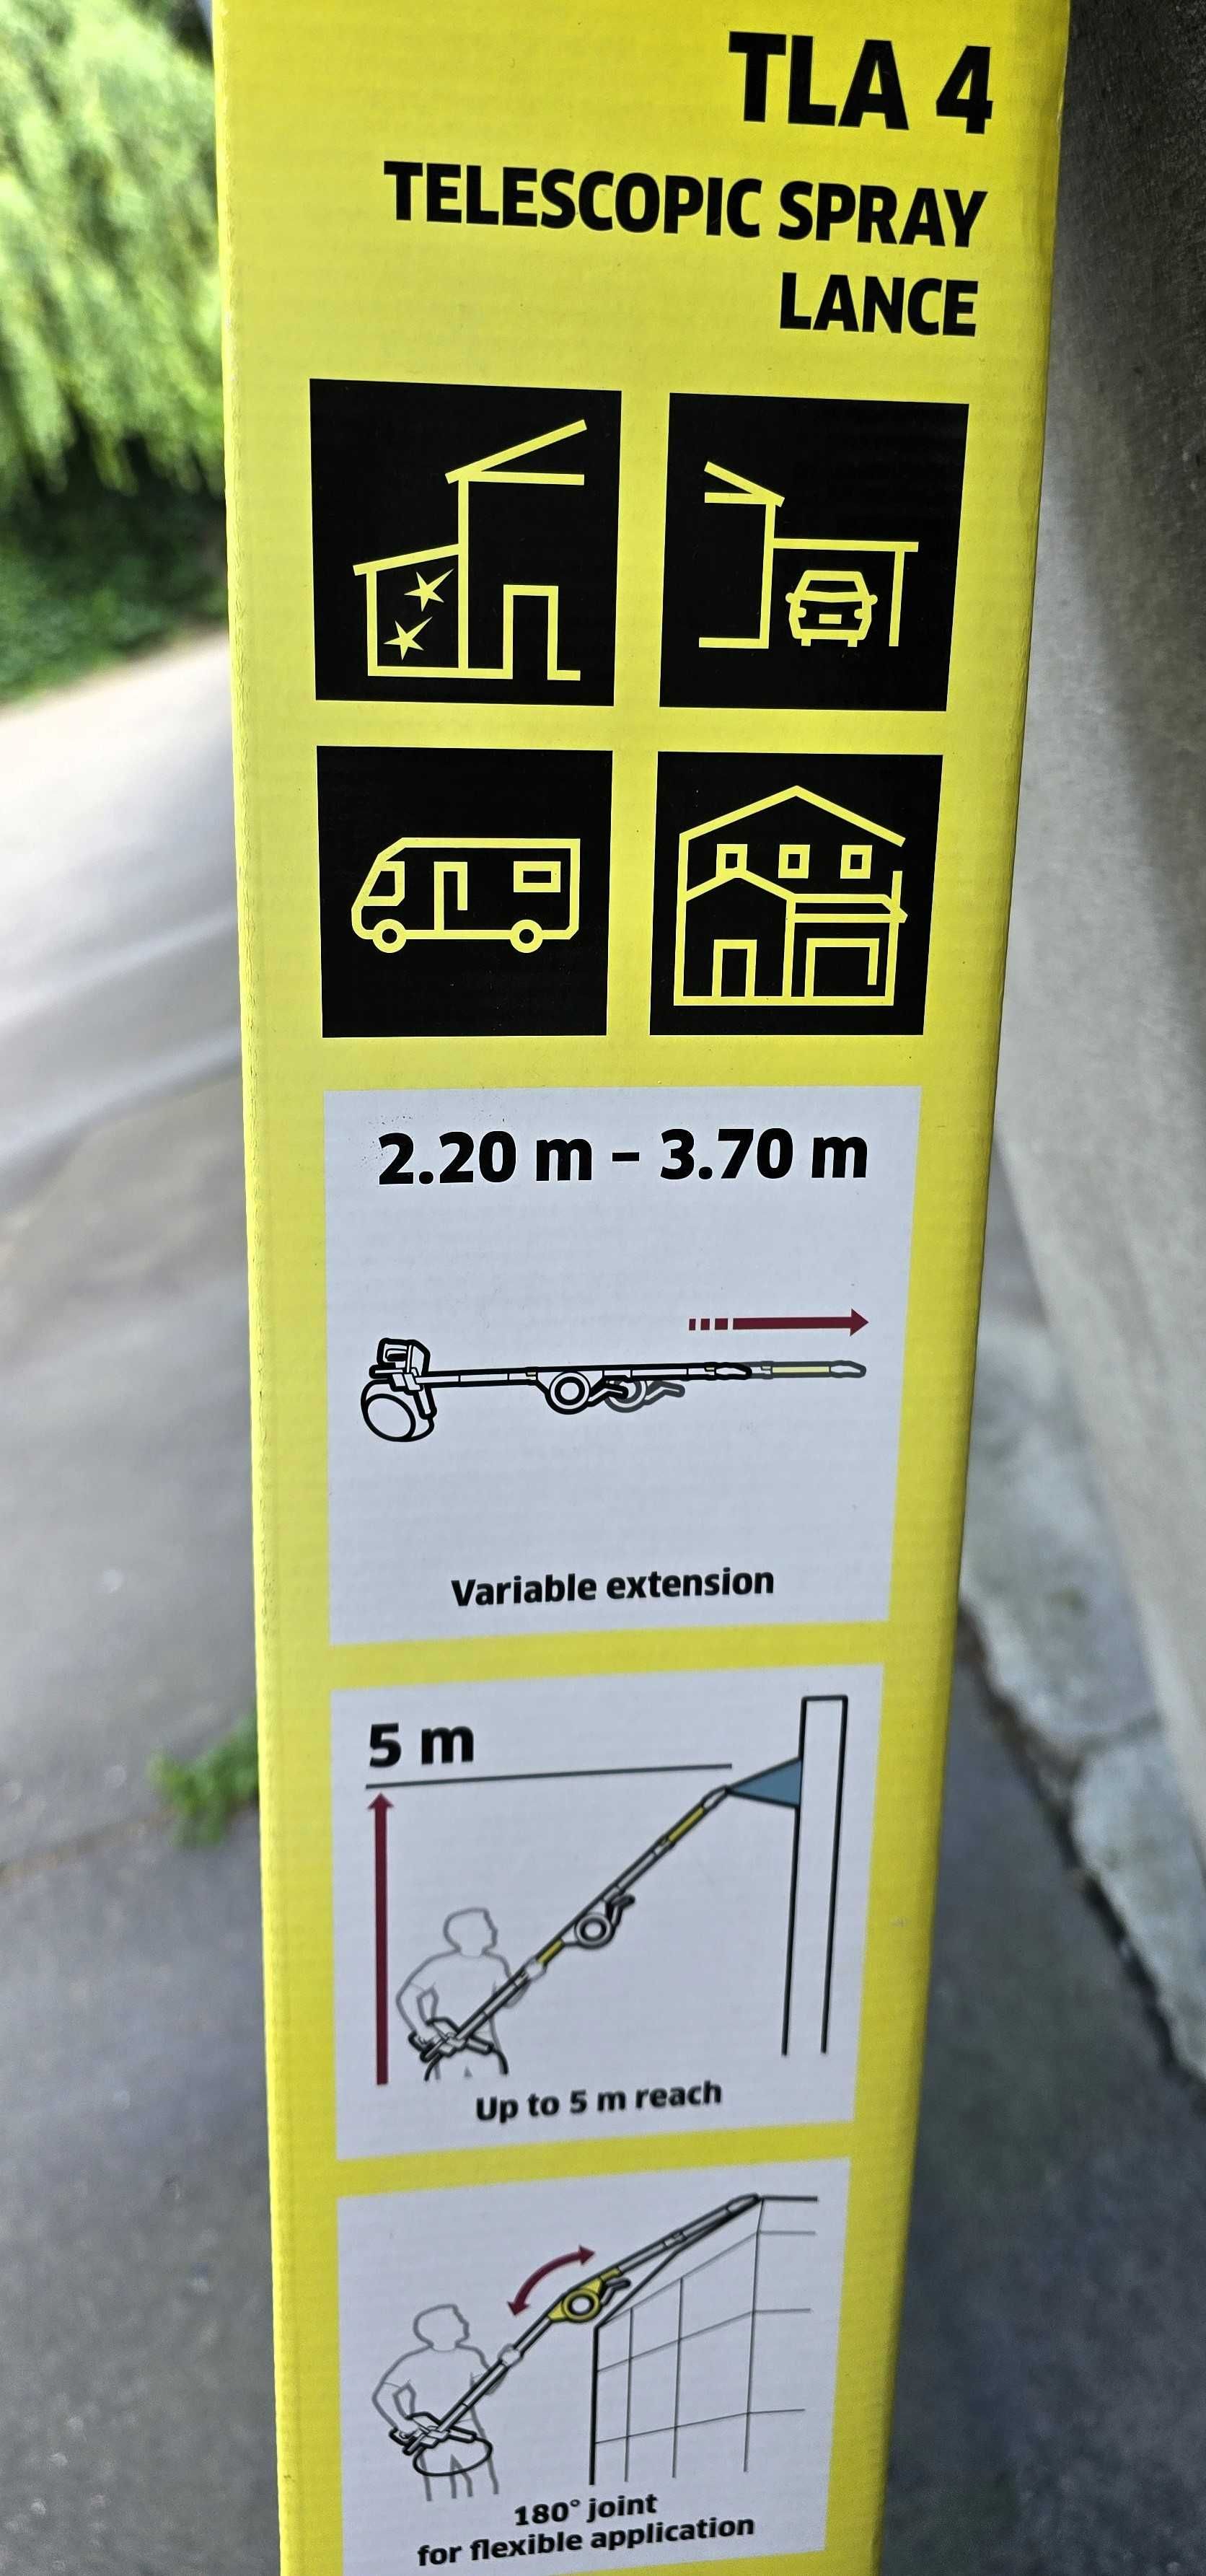 TLA 4
TELESCOPIC SPRAY
LANCE
2.20 m – 3.70 m
Variable extension
5 m
Up to 5 m reach
180° joint
for flexible application